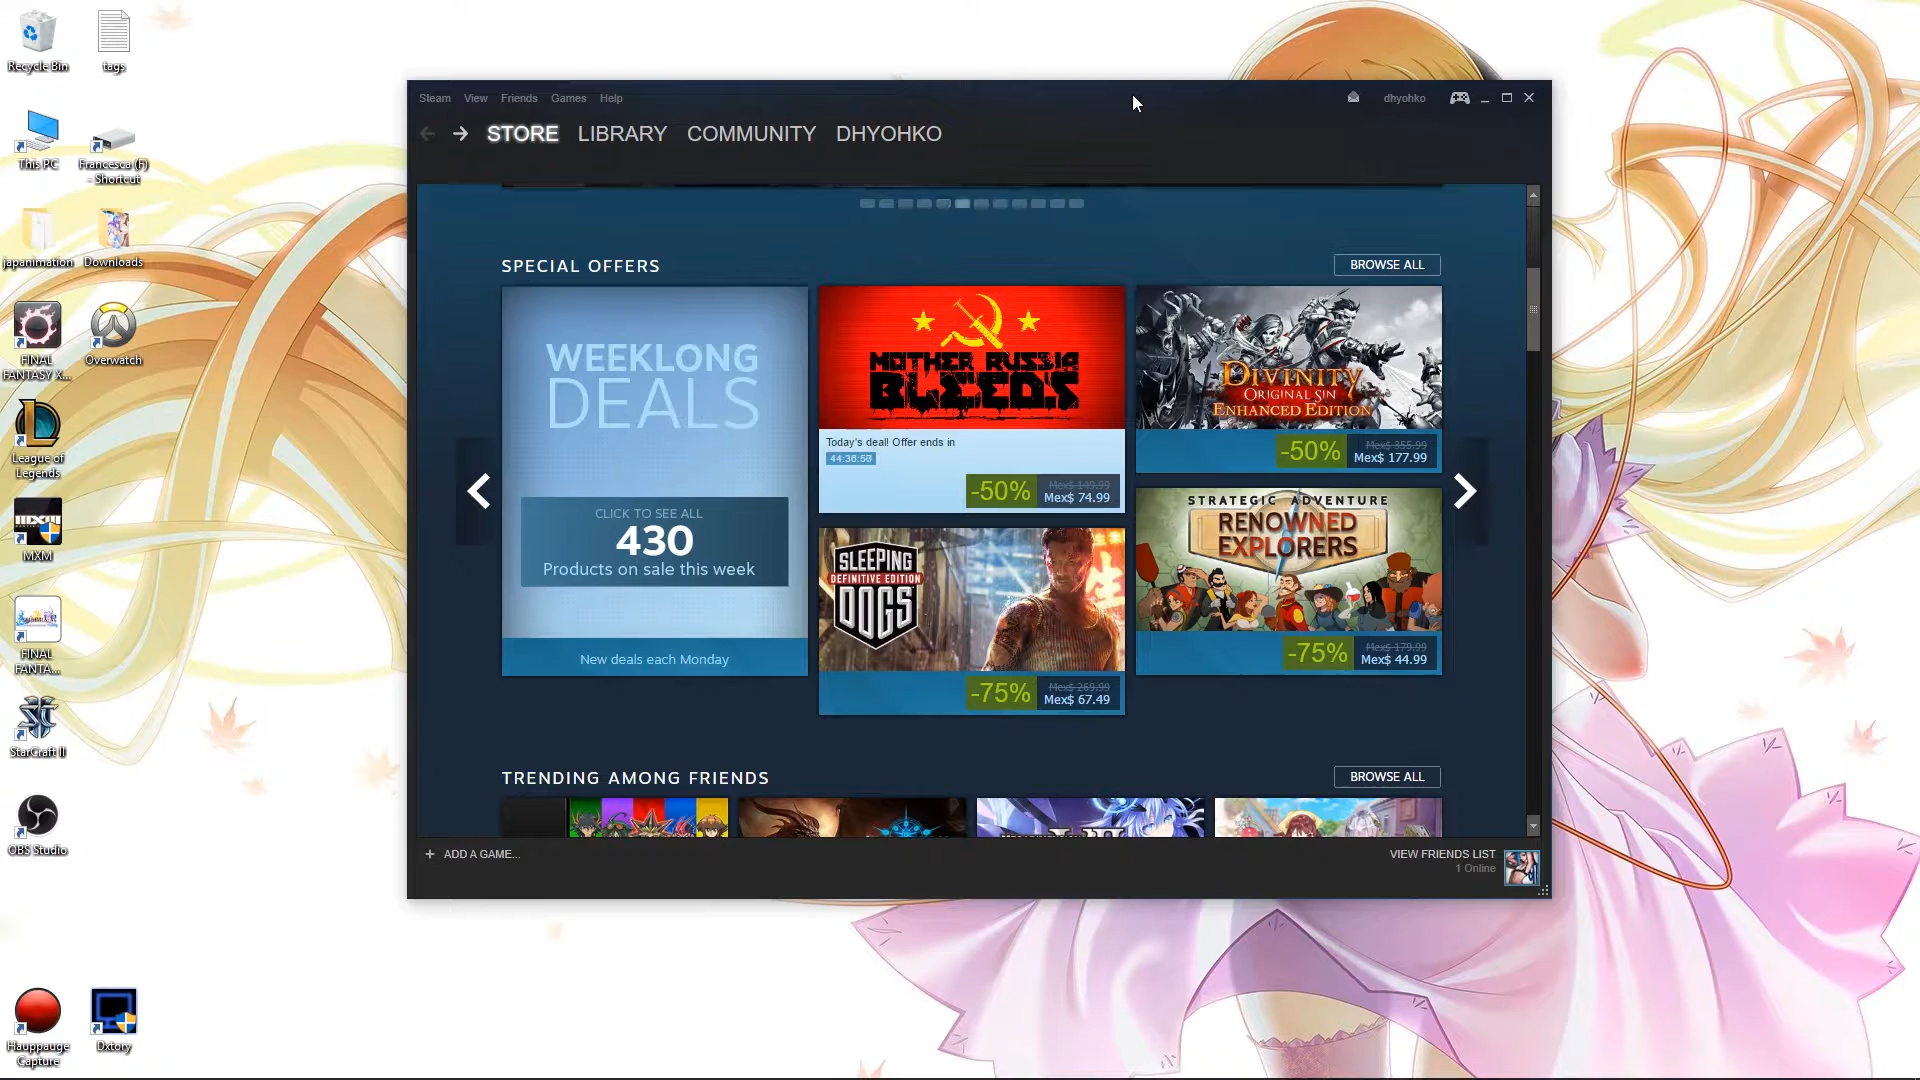 Recycle Bin
tags
This PC
Francesca (F)
- Shortcut
japanimation
Downloads
FINAL
FANTASY X...
Overwatch
League of
Legends
MXM
FINAL
FANTA...
StarCraft II
OBS Studio
Hauppauge
Capture
Dxtory
Steam
View
Friends
Games
Help
dhyohko
STORE
LIBRARY
COMMUNITY
DHYOHKO
SPECIAL OFFERS
BROWSE ALL
WEEKLONG
DEALS
CLICK TO SEE ALL
430
Products on sale this week
New deals each Monday
MOTHER RUSSIA
BLEEDS
Today's deal! Offer ends in
44:36:50
-50%
Mex$ 149.99
Mex$ 74.99
SLEEPING
DEFINITIVE EDITION
DOGS
-75%
Mex$ 269.99
Mex$ 67.49
DIVINITY
ORIGINAL SIN
ENHANCED EDITION
-50%
Mex$ 355.99
Mex$ 177.99
STRATEGIC ADVENTURE
RENOWNED
EXPLORERS
-75%
Mex$ 179.99
Mex$ 44.99
TRENDING AMONG FRIENDS
BROWSE ALL
+ ADD A GAME...
VIEW FRIENDS LIST
1 Online